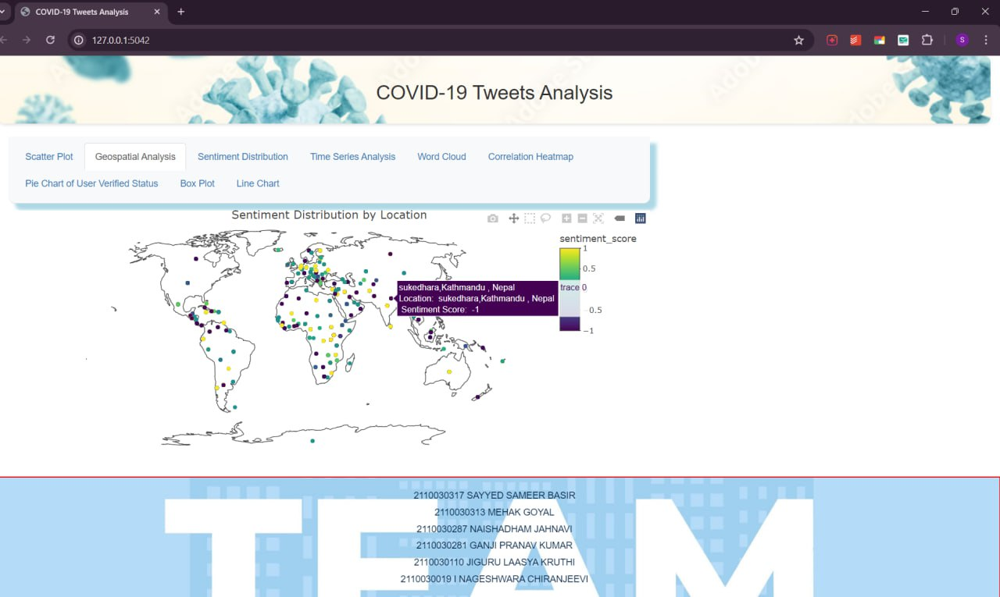 COVID-19 Tweets Analysis
127.0.0.1:5042
S
COVID-19 Tweets Analysis
Scatter Plot
Geospatial Analysis
Sentiment Distribution
Time Series Analysis
Word Cloud
Correlation Heatmap
Pie Chart of User Verified Status
Box Plot
Line Chart
Sentiment Distribution by Location
sentiment_score
1
0.5
trace 0
−0.5
−1
sukedhara,Kathmandu , Nepal
Location: sukedhara,Kathmandu , Nepal
Sentiment Score: -1
TEAM
2110030317 SAYYED SAMEER BASIR
2110030313 MEHAK GOYAL
2110030287 NAISHADHAM JAHNAVI
2110030281 GANJI PRANAV KUMAR
2110030110 JIGURU LAASYA KRUTHI
2110030019 I NAGESHWARA CHIRANJEEVI